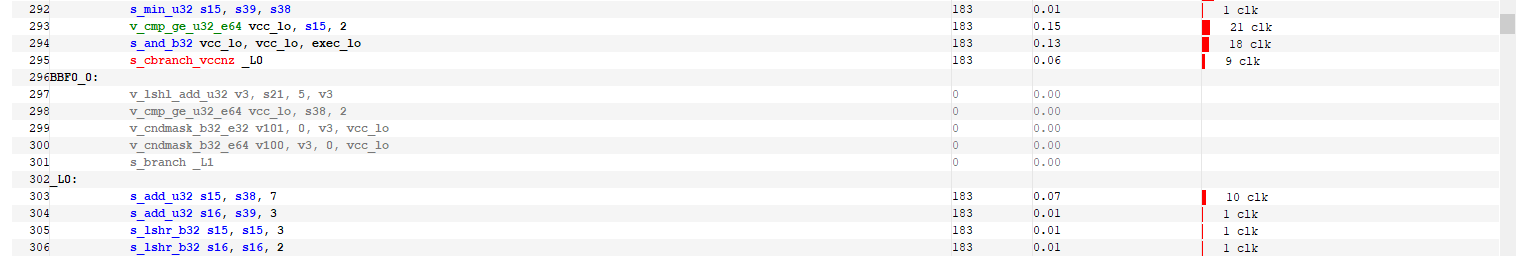 292 s_min_u32 s15, s39, s38 183 0.01 1 clk
293 v_cmp_ge_u32_e64 vcc_lo, s15, 2 183 0.15 21 clk
294 s_and_b32 vcc_lo, vcc_lo, exec_lo 183 0.13 18 clk
295 s_cbranch_vccnz _L0 183 0.06 9 clk
296BBF0_0:
297 v_lshl_add_u32 v3, s21, 5, v3 0 0.00
298 v_cmp_ge_u32_e64 vcc_lo, s38, 2 0 0.00
299 v_cndmask_b32_e32 v101, 0, v3, vcc_lo 0 0.00
300 v_cndmask_b32_e64 v100, v3, 0, vcc_lo 0 0.00
301 s_branch _L1 0 0.00
302_L0:
303 s_add_u32 s15, s38, 7 183 0.07 10 clk
304 s_add_u32 s16, s39, 3 183 0.01 1 clk
305 s_lshr_b32 s15, s15, 3 183 0.01 1 clk
306 s_lshr_b32 s16, s16, 2 183 0.01 1 clk